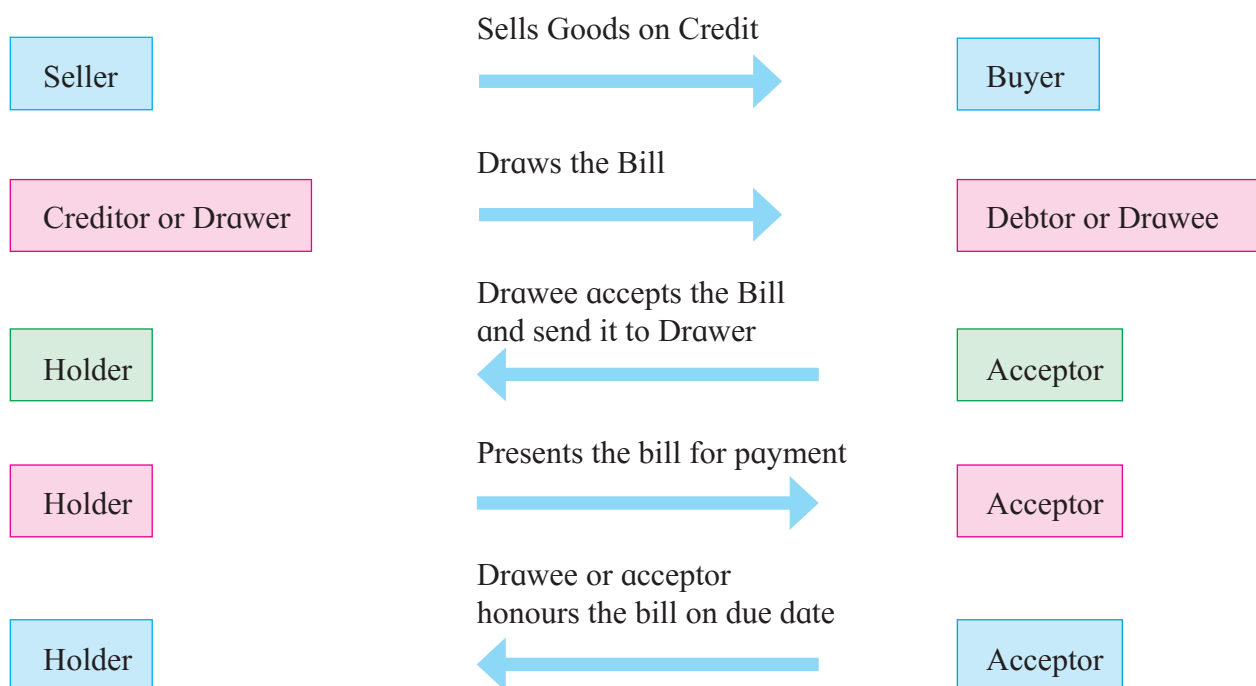 Sells Goods on Credit
Seller
Buyer
Draws the Bill
Creditor or Drawer
Debtor or Drawee
Drawee accepts the Bill
and send it to Drawer
Holder
Acceptor
Presents the bill for payment
Holder
Acceptor
Drawee or acceptor
honours the bill on due date
Holder
Acceptor